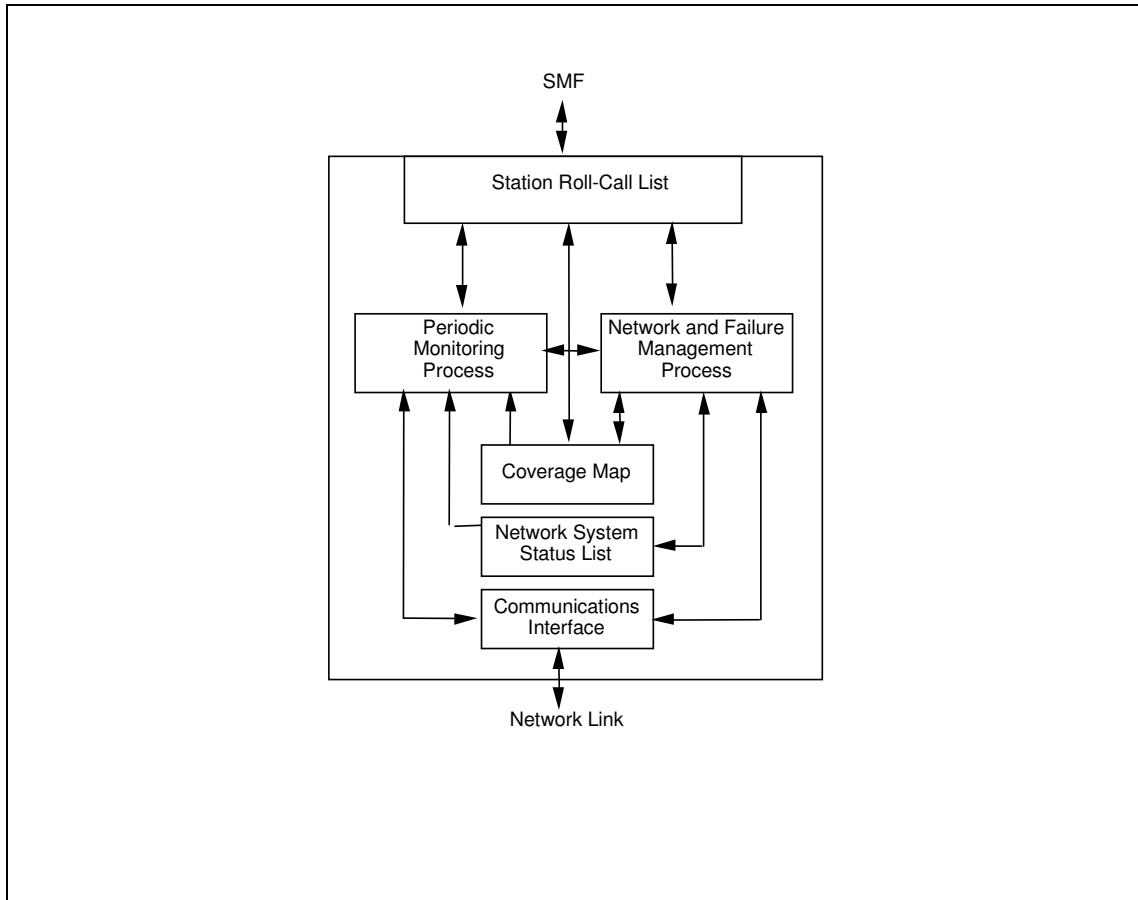 SMF
Station Roll-Call List
Periodic
Monitoring
Process
Network and Failure
Management
Process
Coverage Map
Network System
Status List
Communications
Interface
Network Link